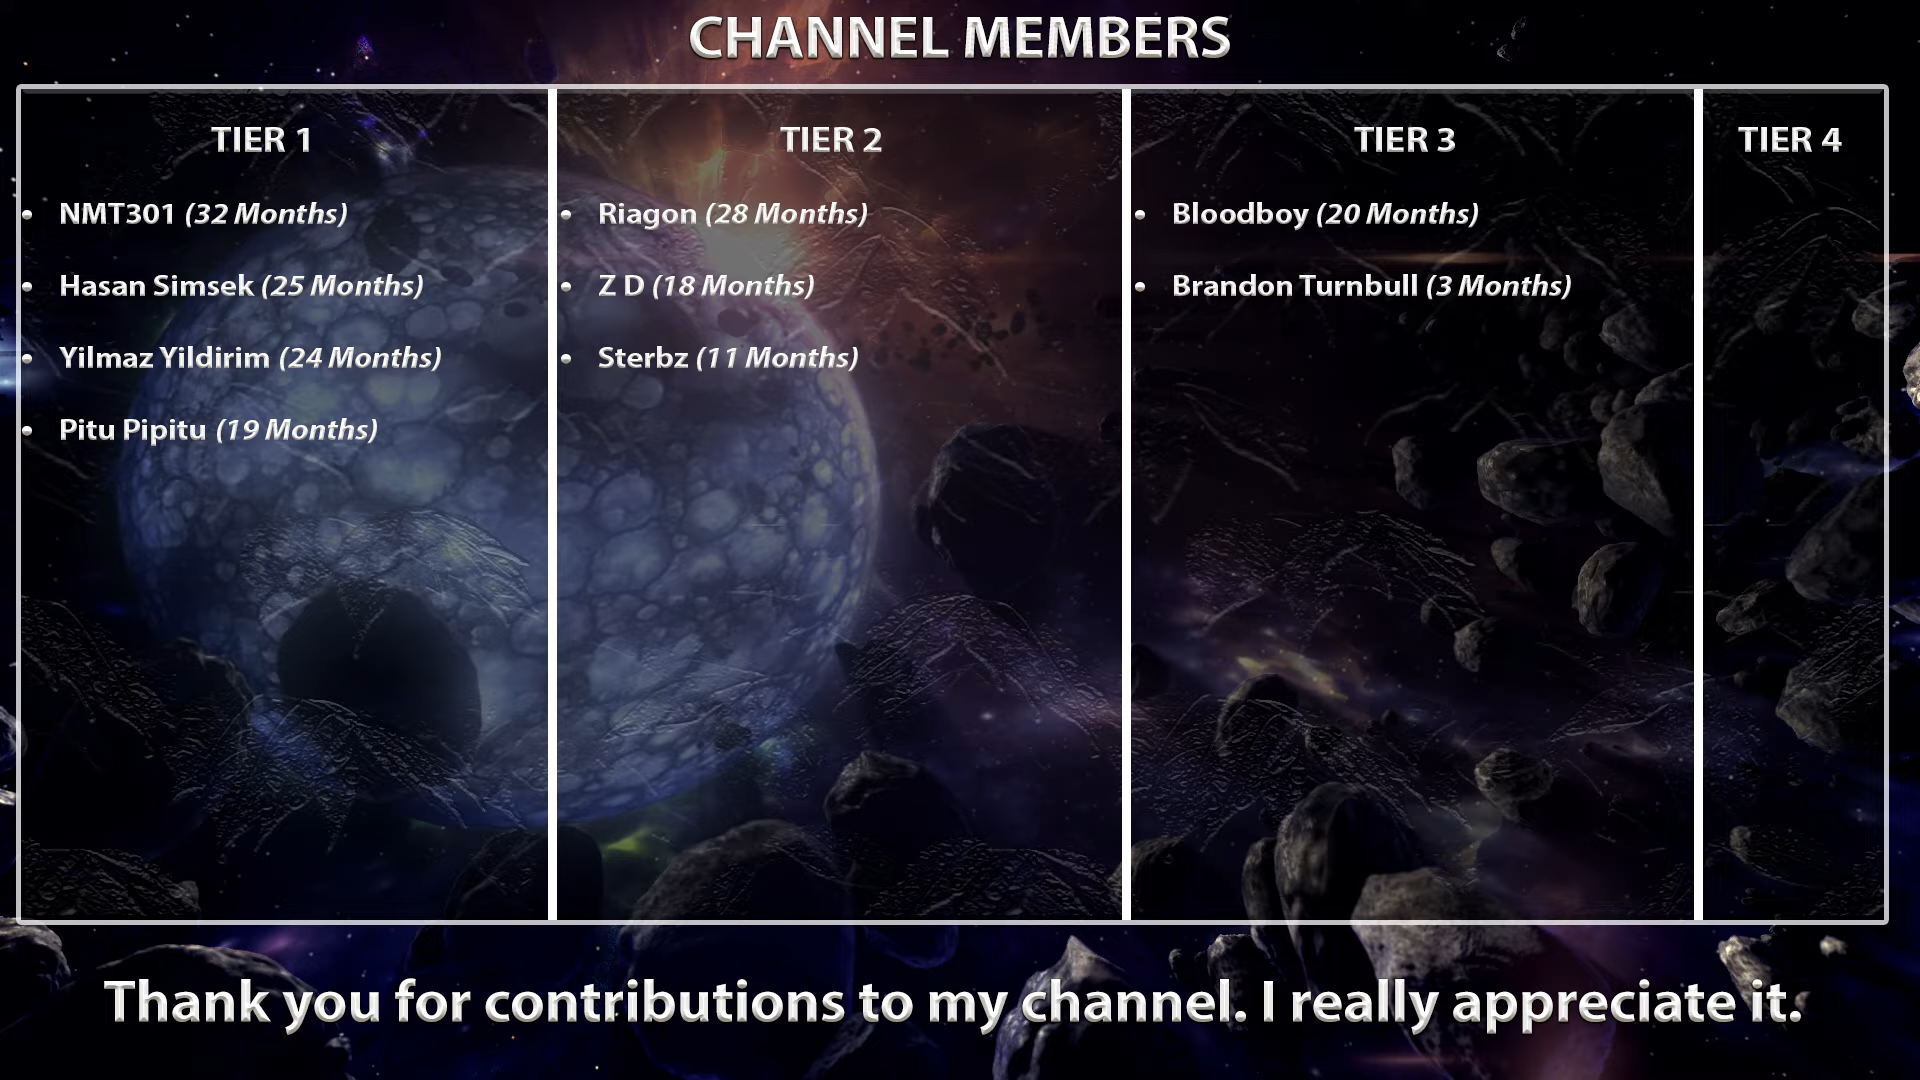 CHANNEL MEMBERS
TIER 1
• NMT301 (32 Months)
• Hasan Simsek (25 Months)
• Yilmaz Yildirim (24 Months)
• Pitu Pipitu (19 Months)
TIER 2
• Riagon (28 Months)
• Z D (18 Months)
• Sterbz (11 Months)
TIER 3
• Bloodboy (20 Months)
• Brandon Turnbull (3 Months)
TIER 4
Thank you for contributions to my channel. I really appreciate it.